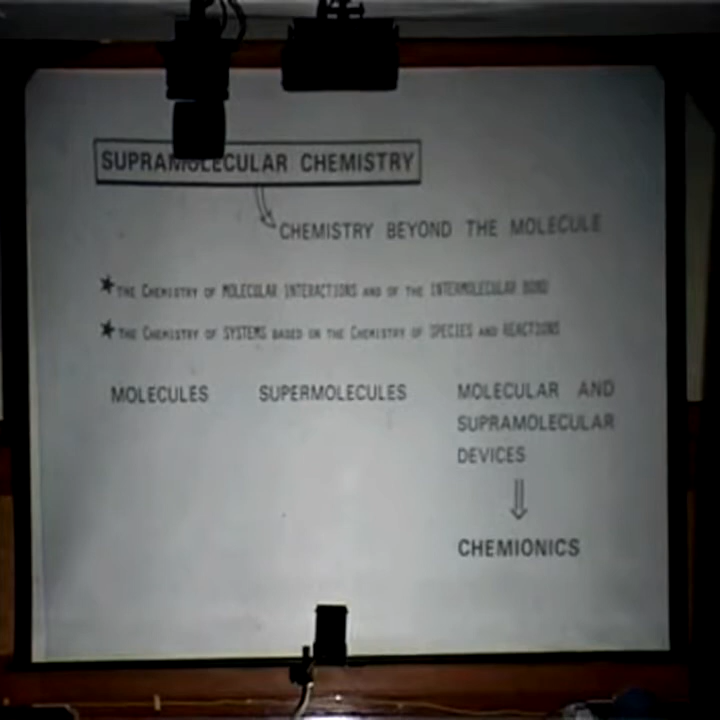 SUPRAMOLECULAR CHEMISTRY
CHEMISTRY BEYOND THE MOLECULE
★ THE CHEMISTRY OF MOLECULAR INTERACTIONS AND OF THE INTERMOLECULAR BOND
★ THE CHEMISTRY OF SYSTEMS BASED ON THE CHEMISTRY OF SPECIES AND REACTIONS
MOLECULES SUPERMOLECULES MOLECULAR AND
SUPRAMOLECULAR
DEVICES
CHEMIONICS